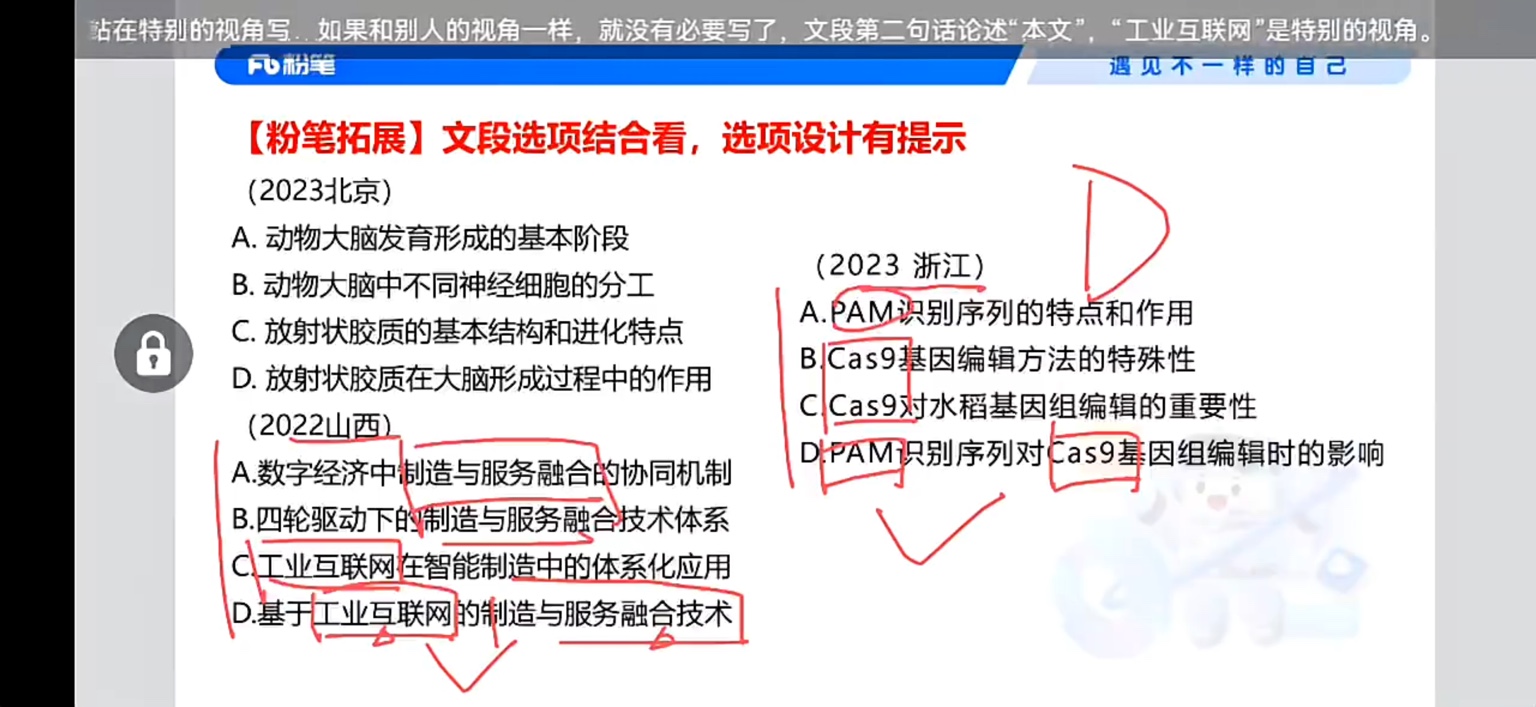 站在特别的视角写…如果和别人的视角一样，就没有必要写了，文段第二句话论述“本文”，“工业互联网”是特别的视角。
粉笔
遇见不一样的自己
【粉笔拓展】文段选项结合看，选项设计有提示
（2023北京）
A. 动物大脑发育形成的基本阶段
B. 动物大脑中不同神经细胞的分工
C. 放射状胶质的基本结构和进化特点
D. 放射状胶质在大脑形成过程中的作用
（2022山西）
A.数字经济中制造与服务融合的协同机制
B.四轮驱动下的制造与服务融合技术体系
C.工业互联网在智能制造中的体系化应用
D.基于工业互联网的制造与服务融合技术
（2023 浙江）
A.PAM识别序列的特点和作用
B.Cas9基因编辑方法的特殊性
C.Cas9对水稻基因组编辑的重要性
D.PAM识别序列对Cas9基因组编辑时的影响
D